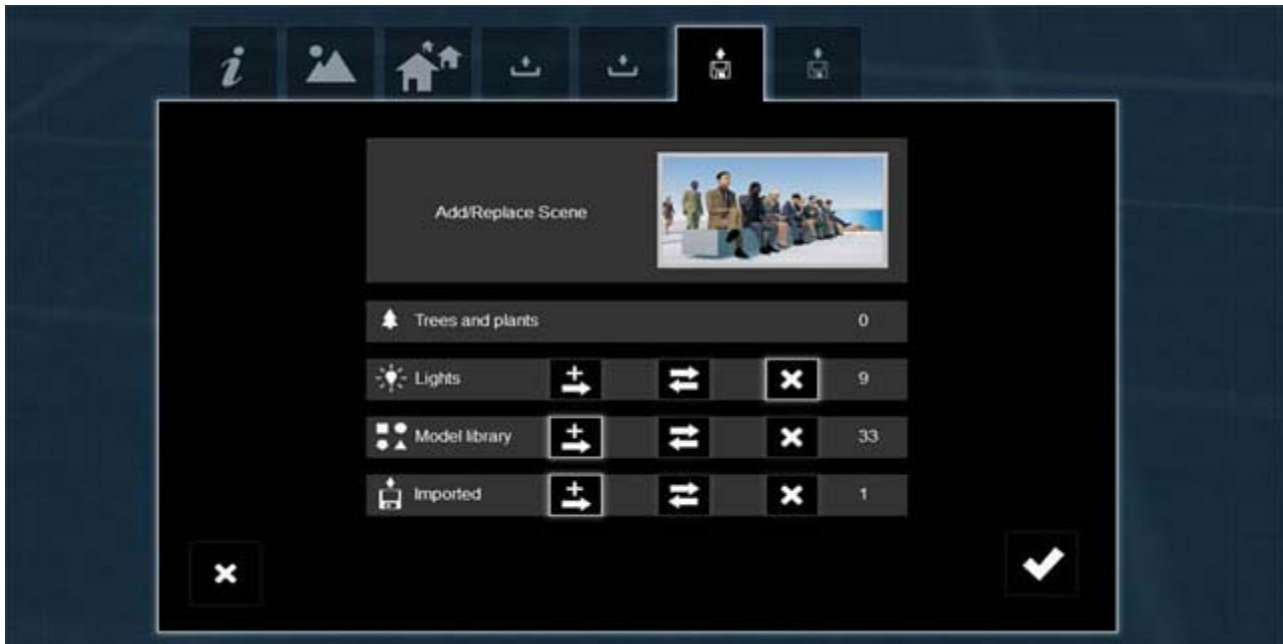 i
Add/Replace Scene
Trees and plants 0
Lights 9
Model library 33
Imported 1